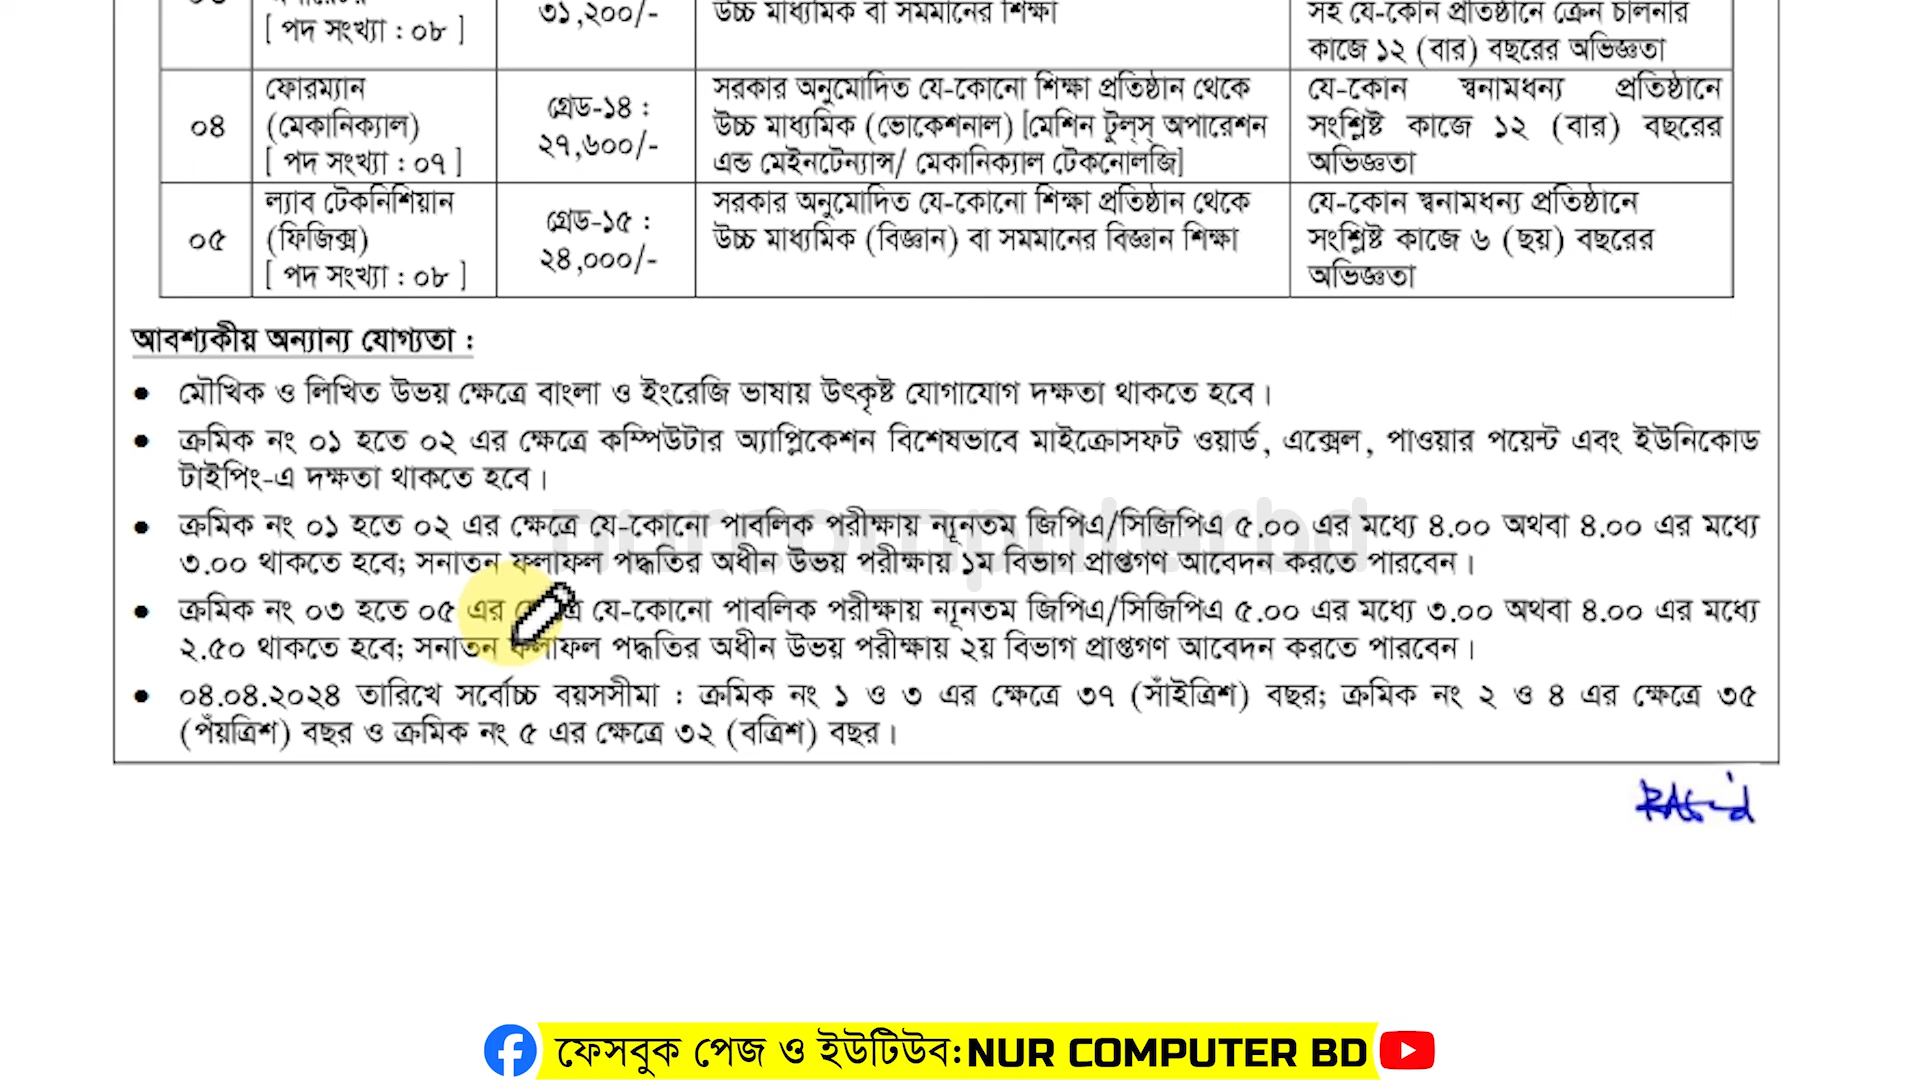 [ পদ সংখ্যা : ০৮ ]
৩১,২০০/-
উচ্চ মাধ্যমিক বা সমমানের শিক্ষা
সহ যে-কোন প্রতিষ্ঠানে ক্রেন চালনার
কাজে ১২ (বার) বছরের অভিজ্ঞতা
০৪
ফোরম্যান
(মেকানিক্যাল)
[ পদ সংখ্যা : ০৭ ]
গ্রেড-১৪ :
২৭,৬০০/-
সরকার অনুমোদিত যে-কোনো শিক্ষা প্রতিষ্ঠান থেকে
উচ্চ মাধ্যমিক (ভোকেশনাল) [মেশিন টুল্স্ অপারেশন
এন্ড মেইনটেন্যান্স/ মেকানিক্যাল টেকনোলজি]
যে-কোন স্বনামধন্য প্রতিষ্ঠানে
সংশ্লিষ্ট কাজে ১২ (বার) বছরের
অভিজ্ঞতা
০৫
ল্যাব টেকনিশিয়ান
(ফিজিক্স)
[ পদ সংখ্যা : ০৮ ]
গ্রেড-১৫ :
২৪,০০০/-
সরকার অনুমোদিত যে-কোনো শিক্ষা প্রতিষ্ঠান থেকে
উচ্চ মাধ্যমিক (বিজ্ঞান) বা সমমানের বিজ্ঞান শিক্ষা
যে-কোন স্বনামধন্য প্রতিষ্ঠানে
সংশ্লিষ্ট কাজে ৬ (ছয়) বছরের
অভিজ্ঞতা
আবশ্যকীয় অন্যান্য যোগ্যতা :
• মৌখিক ও লিখিত উভয় ক্ষেত্রে বাংলা ও ইংরেজি ভাষায় উৎকৃষ্ট যোগাযোগ দক্ষতা থাকতে হবে।
• ক্রমিক নং ০১ হতে ০২ এর ক্ষেত্রে কম্পিউটার অ্যাপ্লিকেশন বিশেষভাবে মাইক্রোসফট ওয়ার্ড, এক্সেল, পাওয়ার পয়েন্ট এবং ইউনিকোড
টাইপিং-এ দক্ষতা থাকতে হবে।
• ক্রমিক নং ০১ হতে ০২ এর ক্ষেত্রে যে-কোনো পাবলিক পরীক্ষায় ন্যূনতম জিপিএ/সিজিপিএ ৫.০০ এর মধ্যে ৪.০০ অথবা ৪.০০ এর মধ্যে
৩.০০ থাকতে হবে; সনাতন ফলাফল পদ্ধতির অধীন উভয় পরীক্ষায় ১ম বিভাগ প্রাপ্তগণ আবেদন করতে পারবেন।
nurcomputerbd
• ক্রমিক নং ০৩ হতে ০৫ এর ক্ষেত্রে যে-কোনো পাবলিক পরীক্ষায় ন্যূনতম জিপিএ/সিজিপিএ ৫.০০ এর মধ্যে ৩.০০ অথবা ৪.০০ এর মধ্যে
২.৫০ থাকতে হবে; সনাতন ফলাফল পদ্ধতির অধীন উভয় পরীক্ষায় ২য় বিভাগ প্রাপ্তগণ আবেদন করতে পারবেন।
• ০৪.০৪.২০২৪ তারিখে সর্বোচ্চ বয়সসীমা : ক্রমিক নং ১ ও ৩ এর ক্ষেত্রে ৩৭ (সাঁইত্রিশ) বছর; ক্রমিক নং ২ ও ৪ এর ক্ষেত্রে ৩৫
(পঁয়ত্রিশ) বছর ও ক্রমিক নং ৫ এর ক্ষেত্রে ৩২ (বত্রিশ) বছর।
ফেসবুক পেজ ও ইউটিউব:NUR COMPUTER BD